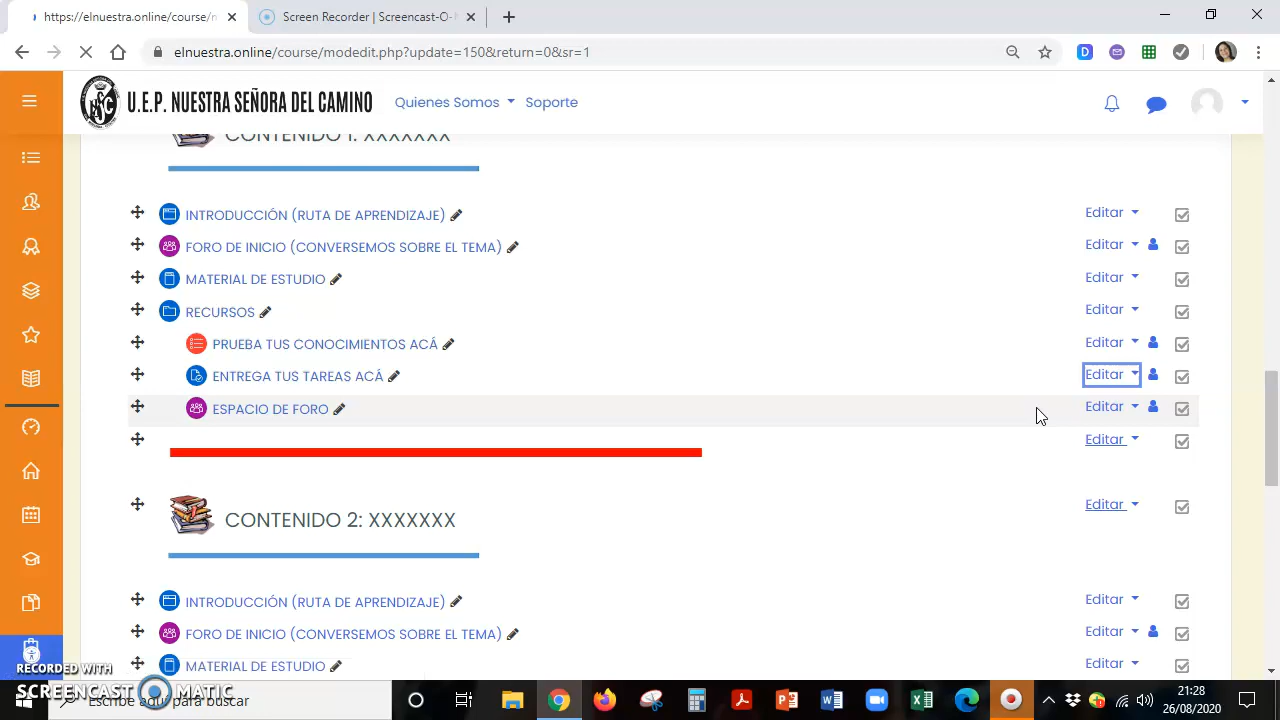 https://elnuestra.online/course/m
Screen Recorder | Screencast-O-
elnuestra.online/course/modedit.php?update=150&return=0&sr=1
U.E.P. NUESTRA SEÑORA DEL CAMINO
Quienes Somos
Soporte
CONTENIDO 1: XXXXXXX
INTRODUCCIÓN (RUTA DE APRENDIZAJE)
Editar
FORO DE INICIO (CONVERSEMOS SOBRE EL TEMA)
Editar
MATERIAL DE ESTUDIO
Editar
RECURSOS
Editar
PRUEBA TUS CONOCIMIENTOS ACÁ
Editar
ENTREGA TUS TAREAS ACÁ
Editar
ESPACIO DE FORO
Editar
Editar
CONTENIDO 2: XXXXXXX
Editar
INTRODUCCIÓN (RUTA DE APRENDIZAJE)
Editar
FORO DE INICIO (CONVERSEMOS SOBRE EL TEMA)
Editar
MATERIAL DE ESTUDIO
Editar
RECORDED WITH
SCREENCAST MATIC
Escribe aquí para buscar
21:28
26/08/2020